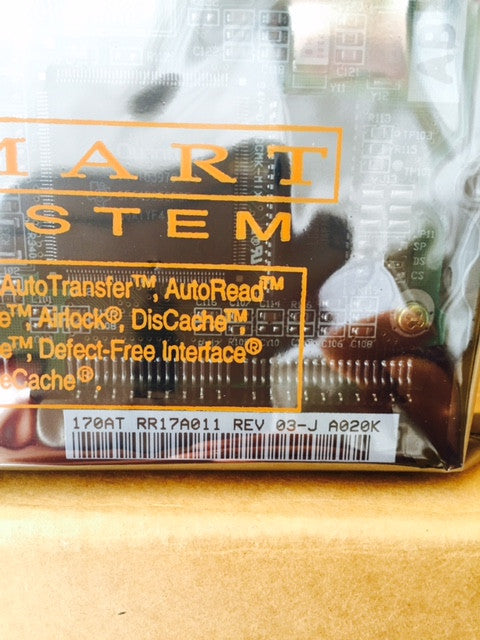 MART
STEM
AutoTransfer™, AutoRead™
e™ Airlock®, DisCache™,
e™, Defect-Free Interface®
eCache®.
170AT RR17A011 REV 03-J A020K